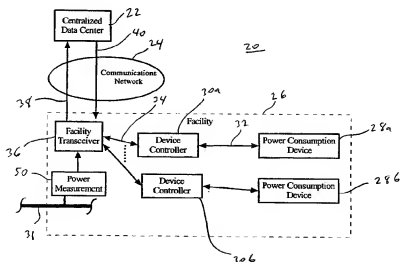 Centralized
Data Center
22
40
24
20
Communications
Network
38
34
30a
Facility
26
36
Facility
Transceiver
Device
Controller
32
Power Consumption
Device
28a
50
Power
Measurement
Device
Controller
Power Consumption
Device
28b
31
30b